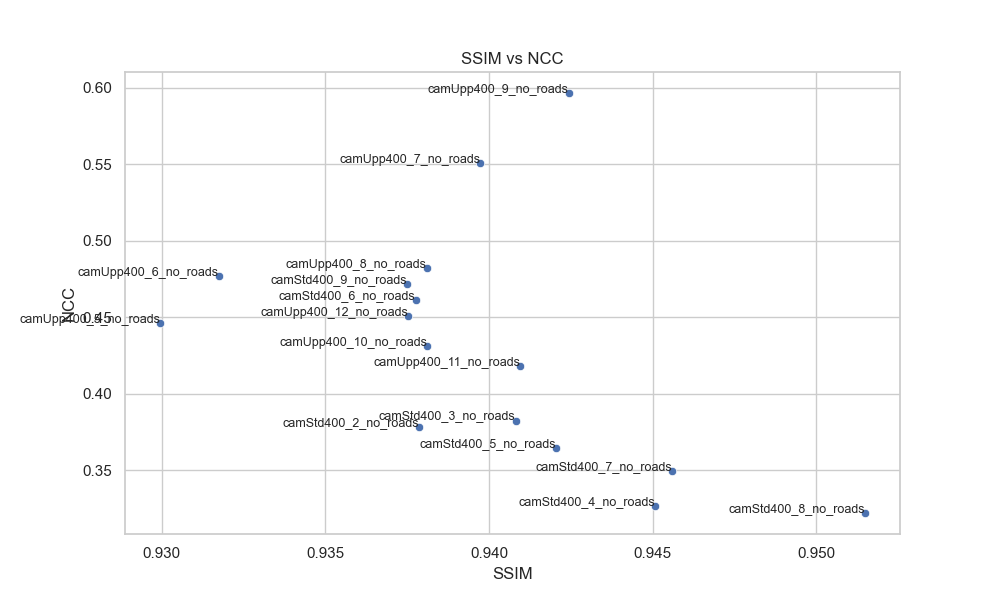 SSIM vs NCC
0.60
camUpp400_9_no_roads
camUpp400_7_no_roads
0.55
0.50
camUpp400_8_no_roads
camUpp400_6_no_roads
camStd400_9_no_roads
camStd400_6_no_roads
NCC
camUpp400_12_no_roads
0.45
camUpp400_10_no_roads
camUpp400_11_no_roads
0.40
camStd400_3_no_roads
camStd400_2_no_roads
camStd400_5_no_roads
camStd400_7_no_roads
0.35
camStd400_4_no_roads
camStd400_8_no_roads
0.930
0.935
0.940
0.945
0.950
SSIM